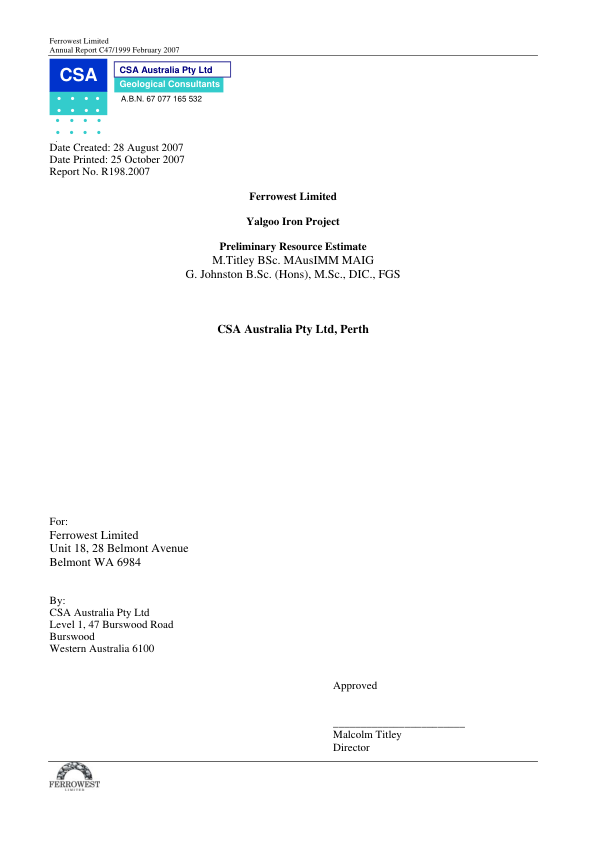 Ferrowest Limited
Annual Report C47/1999 February 2007
CSA
CSA Australia Pty Ltd
Geological Consultants
A.B.N. 67 077 165 532
Date Created: 28 August 2007
Date Printed: 25 October 2007
Report No. R198.2007
Ferrowest Limited
Yalgoo Iron Project
Preliminary Resource Estimate
M.Titley BSc. MAusIMM MAIG
G. Johnston B.Sc. (Hons), M.Sc., DIC., FGS
CSA Australia Pty Ltd, Perth
For:
Ferrowest Limited
Unit 18, 28 Belmont Avenue
Belmont WA 6984
By:
CSA Australia Pty Ltd
Level 1, 47 Burswood Road
Burswood
Western Australia 6100
Approved
Malcolm Titley
Director
FERROWEST
LIMITED